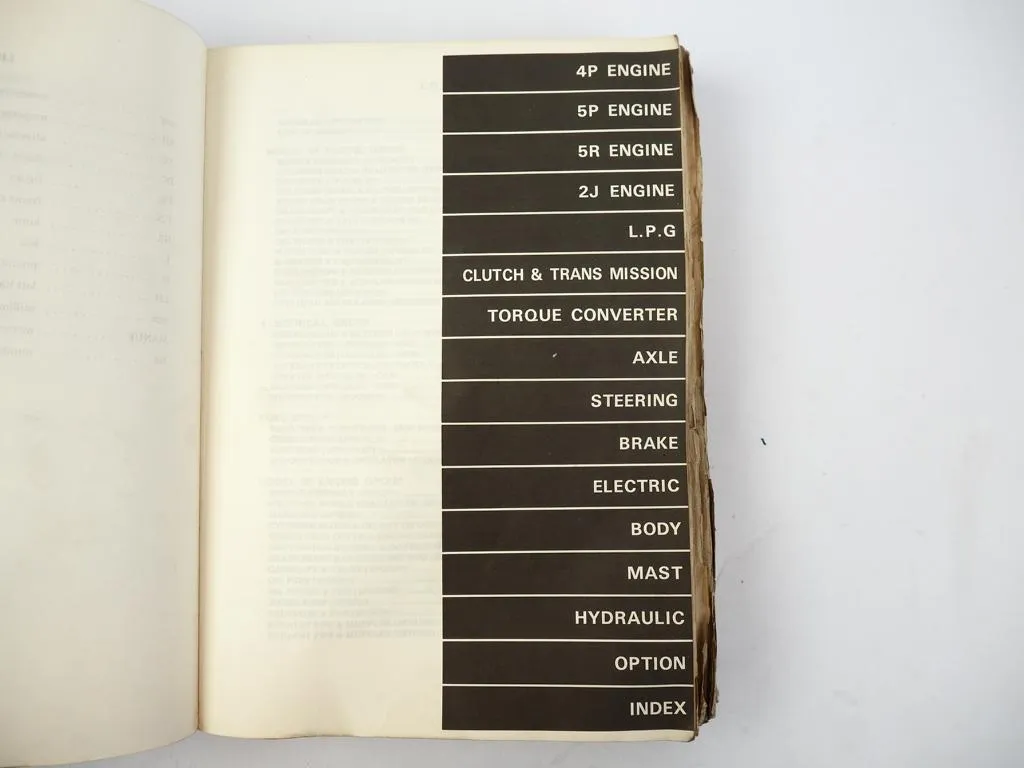 4P ENGINE
5P ENGINE
5R ENGINE
2J ENGINE
L.P.G
CLUTCH & TRANS MISSION
TORQUE CONVERTER
AXLE
STEERING
BRAKE
ELECTRIC
BODY
MAST
HYDRAULIC
OPTION
INDEX